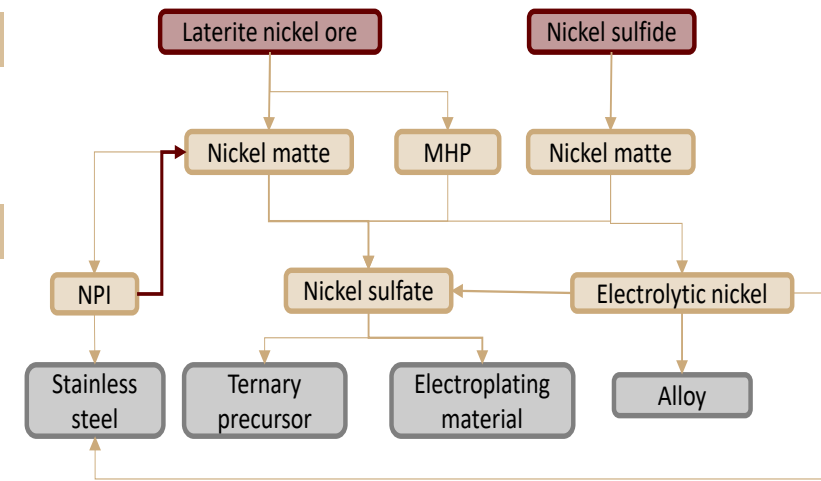 Laterite nickel ore
Nickel sulfide
Nickel matte
MHP
Nickel matte
NPI
Nickel sulfate
Electrolytic nickel
Stainless
steel
Ternary
precursor
Electroplating
material
Alloy